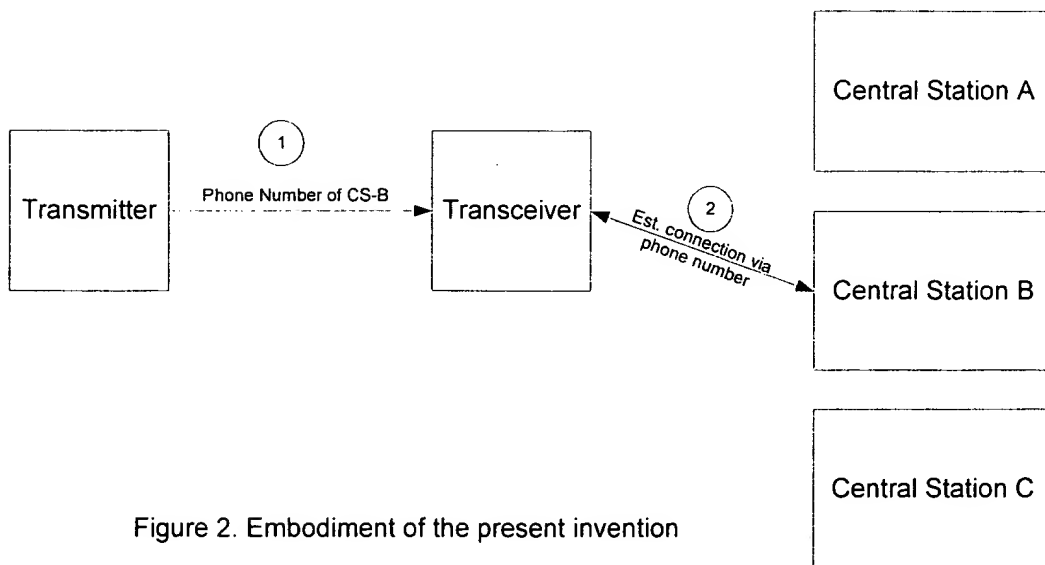 Central Station A
1
Phone Number of CS-B
Transmitter
Transceiver
2
Est. connection via
phone number
Central Station B
Central Station C
Figure 2. Embodiment of the present invention